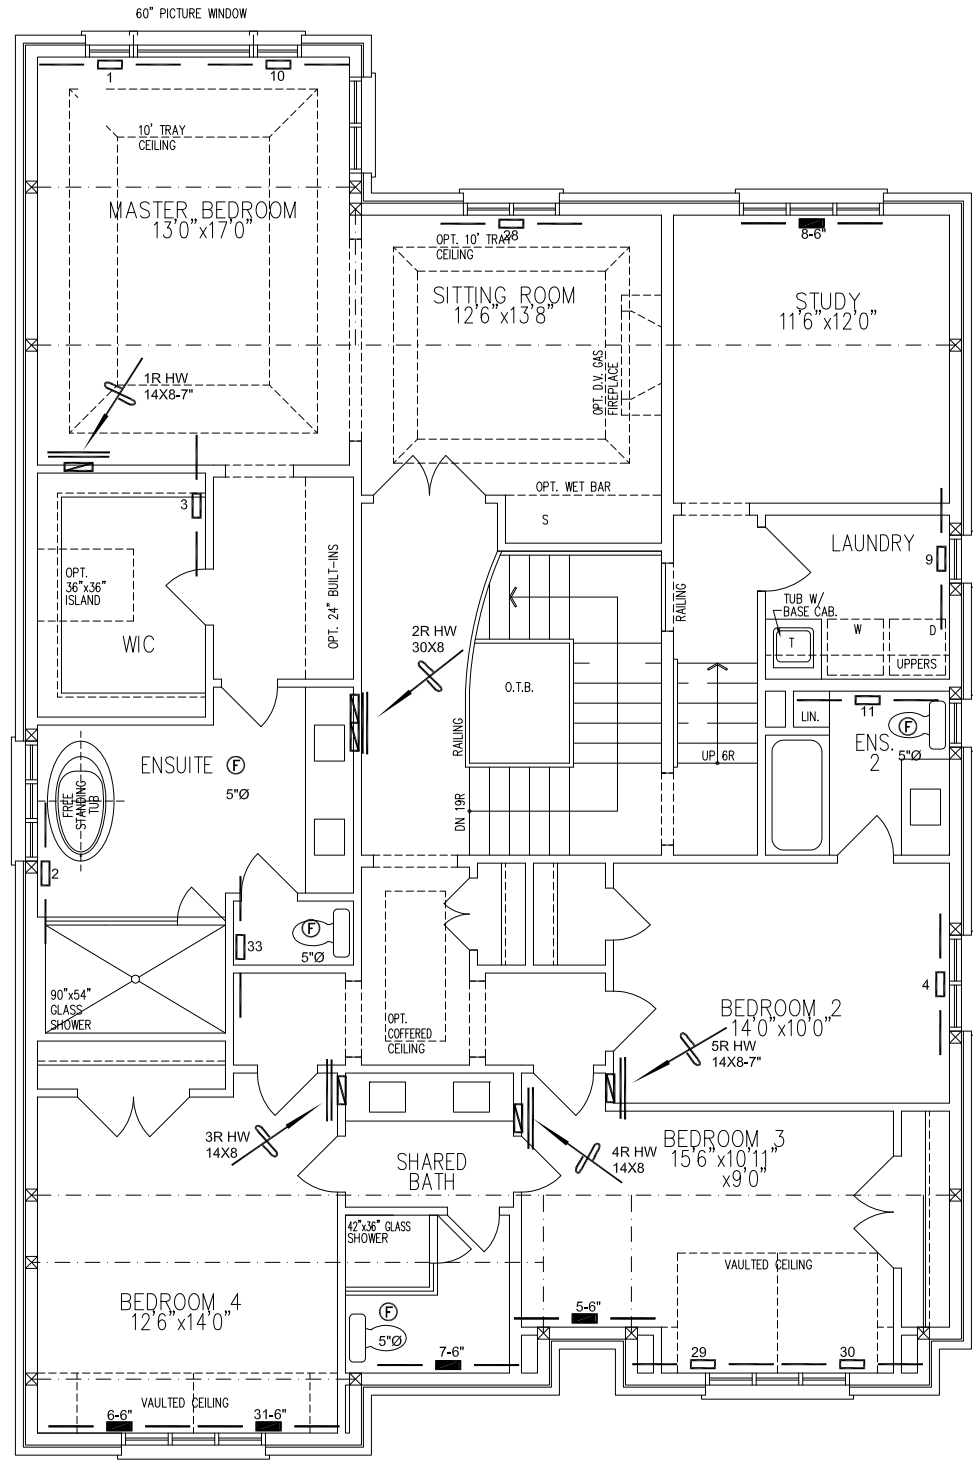 60" PICTURE WINDOW
1
10
10' TRAY
CEILING
MASTER BEDROOM
13'0"x17'0"
28
OPT. 10' TRAY
CEILING
8-6"
SITTING ROOM
12'6"x13'8"
STUDY
11'6"x12'0"
OPT. D.V. GAS
FIREPLACE
1R HW
14X8-7"
3
OPT. WET BAR
S
OPT.
36"x36"
ISLAND
WIC
OPT. 24" BUILT-INS
LAUNDRY
9
RAILING
TUB W/
BASE CAB.
T
W
D
UPPERS
2R HW
30X8
O.T.B.
RAILING
UP 6R
LIN.
11
F
ENS.
2
5"Ø
ENSUITE
F
5"Ø
FREE
STANDING
TUB
DN 19R
2
33
F
5"Ø
90"x54"
GLASS
SHOWER
OPT.
COFFERED
CEILING
4
BEDROOM 2
14'0"x10'0"
5R HW
14X8-7"
3R HW
14X8
4R HW
14X8
BEDROOM 3
15'6"x10'11"
x9'0"
SHARED
BATH
42"x36" GLASS
SHOWER
VAULTED CEILING
BEDROOM 4
12'6"x14'0"
F
5"Ø
5-6"
7-6"
29
30
VAULTED CEILING
6-6"
31-6"